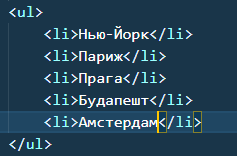 <ul>
<li>Нью-Йорк</li>
<li>Париж</li>
<li>Прага</li>
<li>Будапешт</li>
<li>Амстердам</li>
</ul>